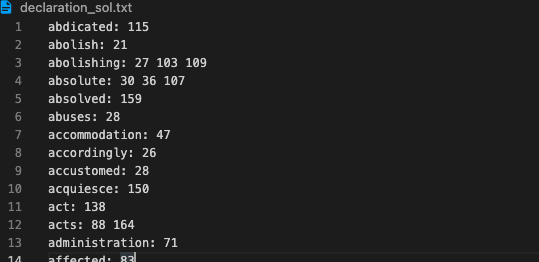 declaration_sol.txt
1 abdicated: 115
2 abolish: 21
3 abolishing: 27 103 109
4 absolute: 30 36 107
5 absolved: 159
6 abuses: 28
7 accommodation: 47
8 accordingly: 26
9 accustomed: 28
10 acquiesce: 150
11 act: 138
12 acts: 88 164
13 administration: 71
14 affected: 83